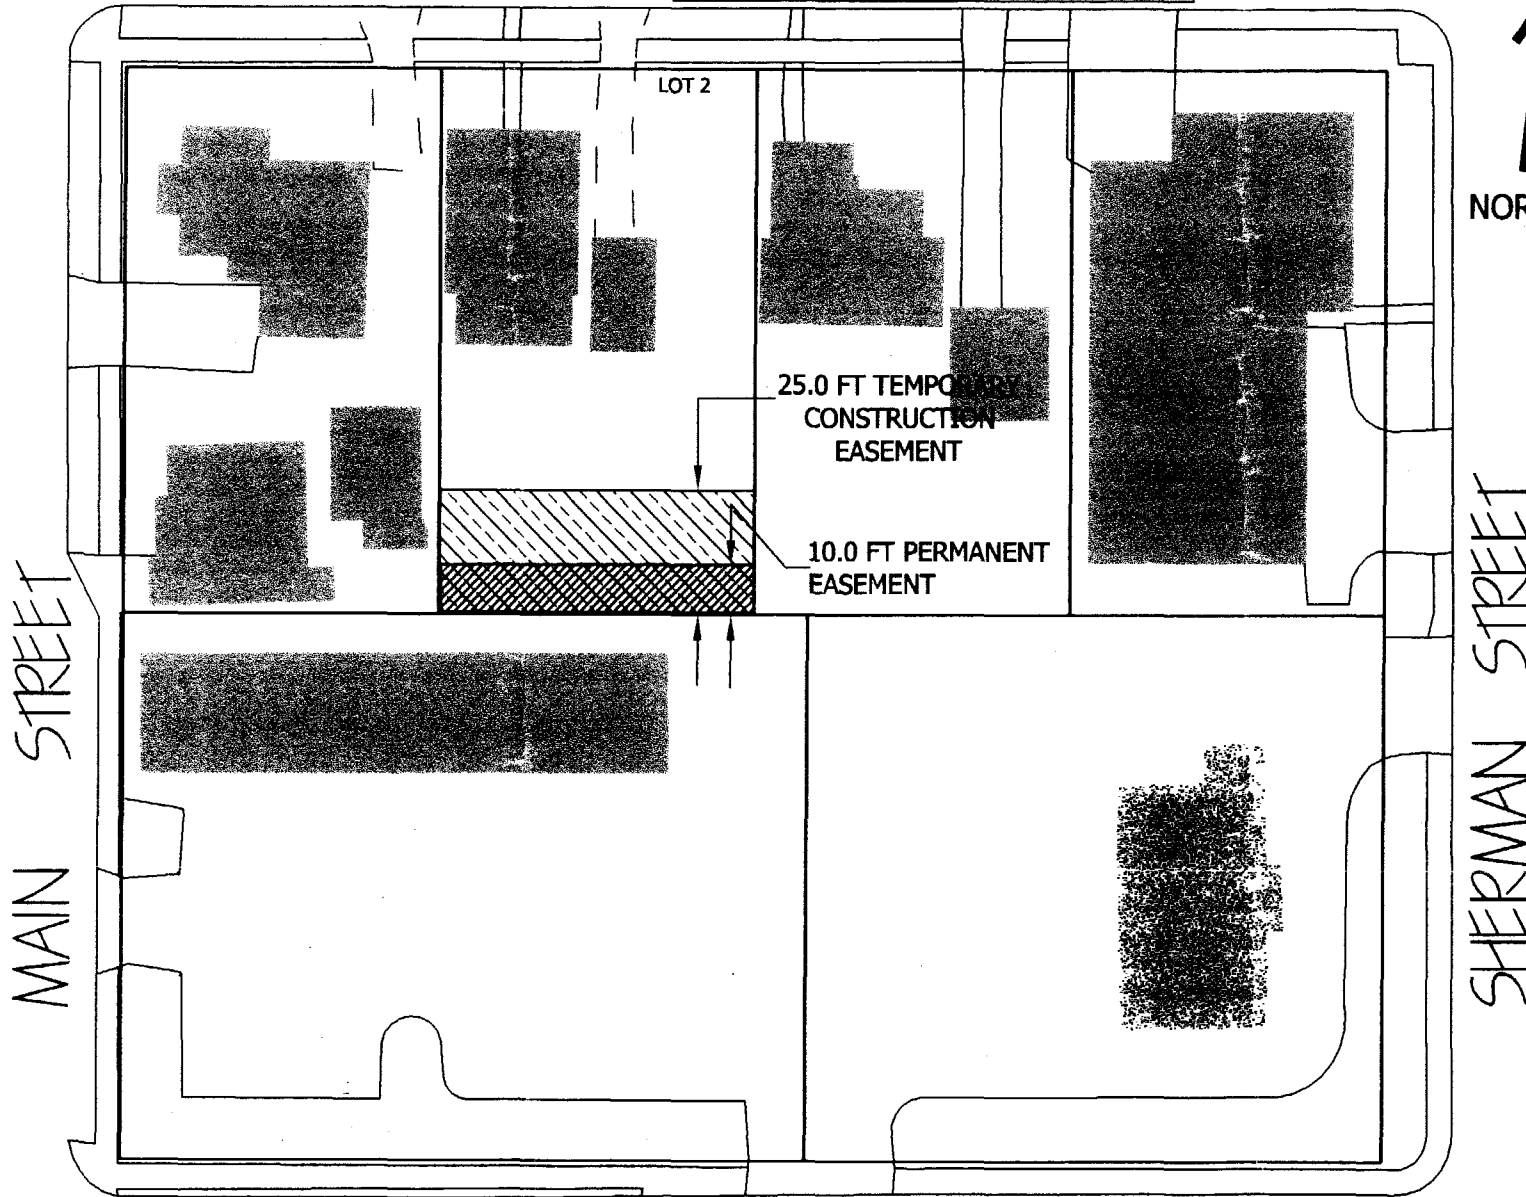 LOT 2
25.0 FT TEMPORARY
CONSTRUCTION
EASEMENT
10.0 FT PERMANENT
EASEMENT
MAIN STREET
SHERMAN STREET
NOR